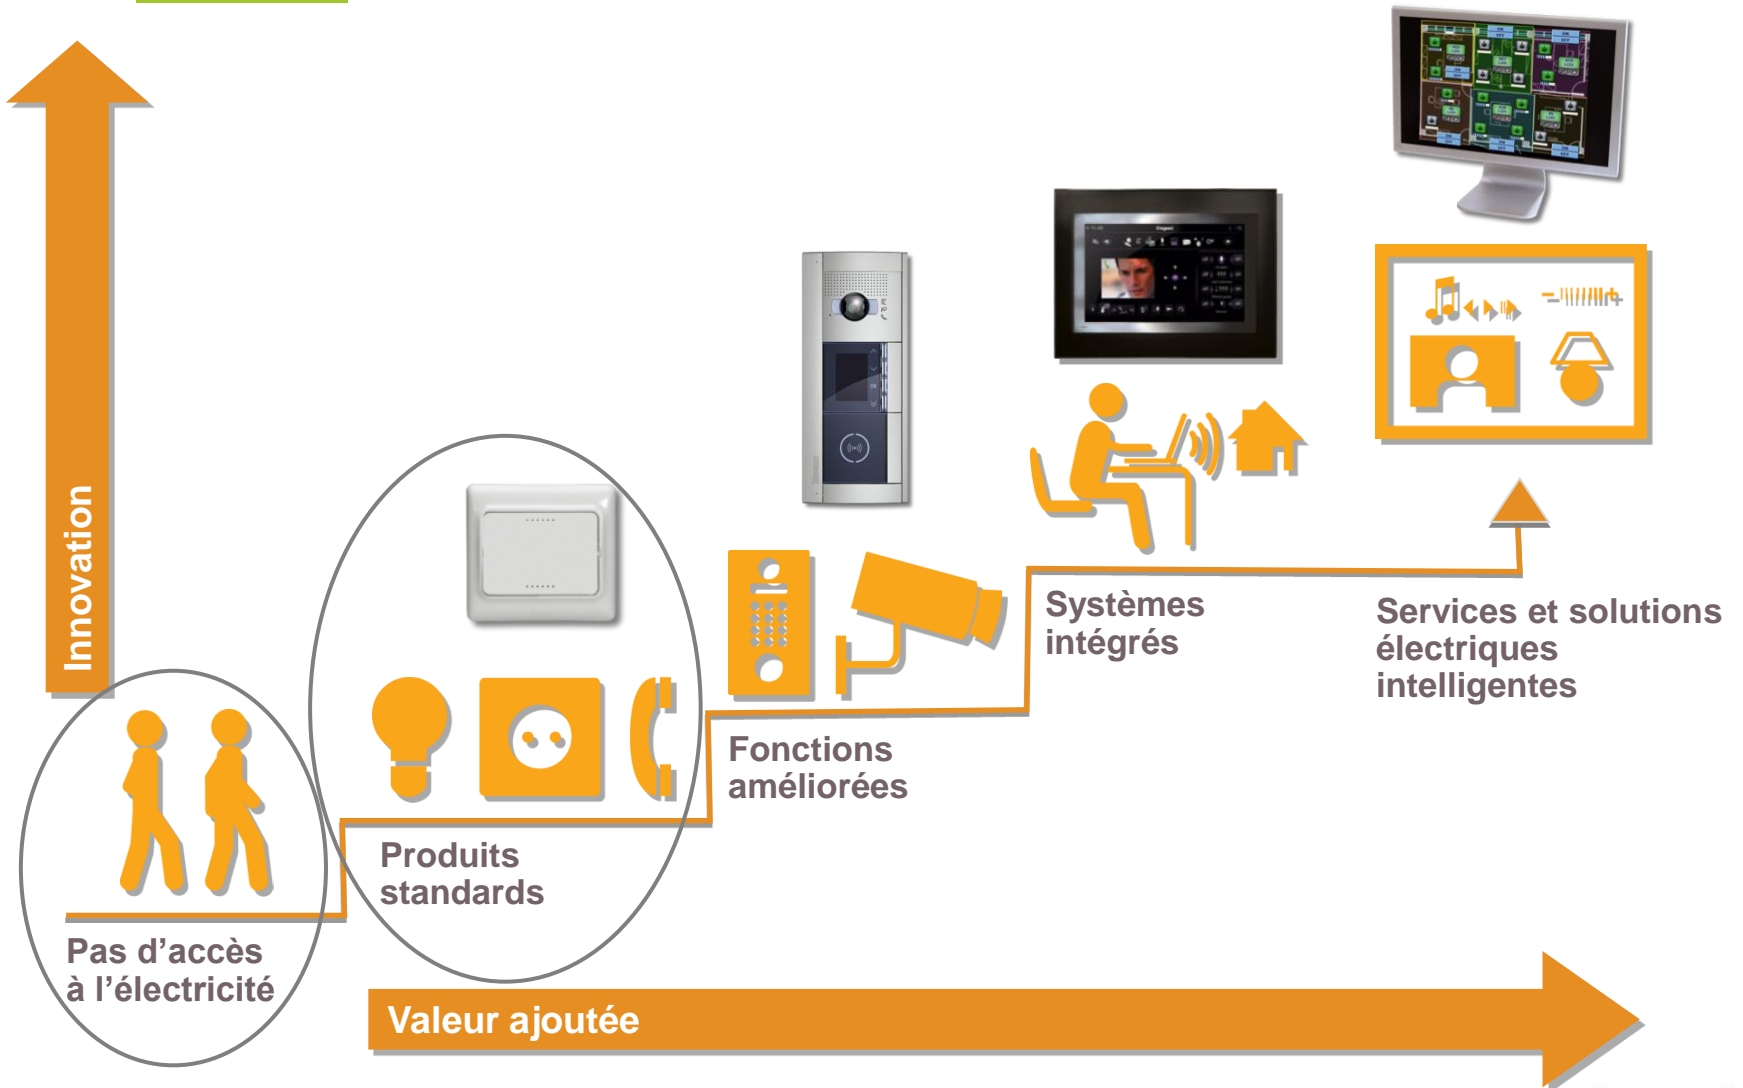 Innovation
Pas d’accès
à l’électricité
Produits
standards
Fonctions
améliorées
Systèmes
intégrés
Services et solutions
électriques
intelligentes
Valeur ajoutée